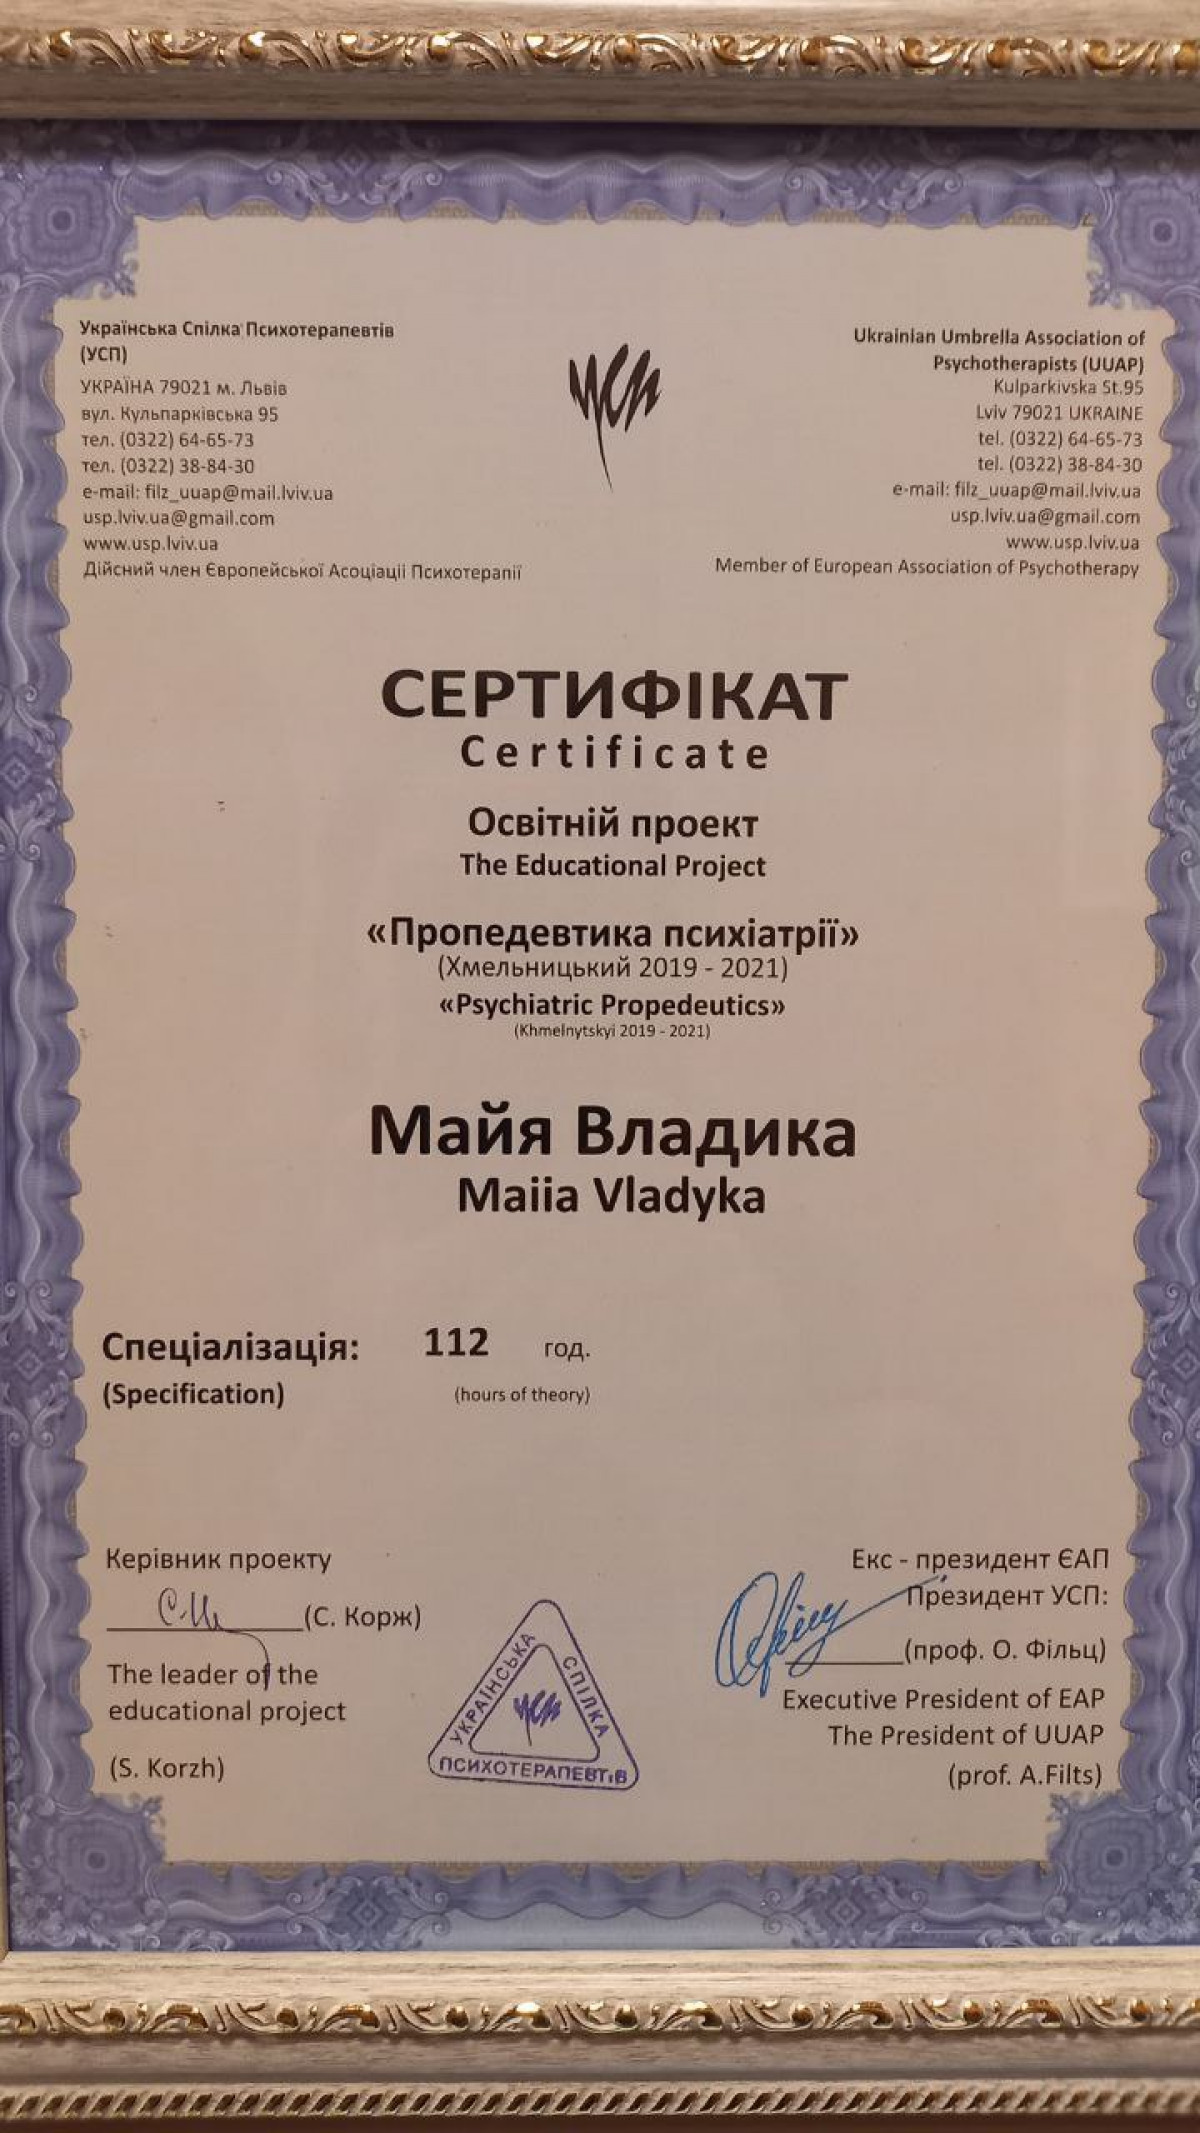 Українська Спілка Психотерапевтів
(УСП)
УКРАЇНА 79021 м. Львів
вул. Кульпарківська 95
тел. (0322) 64-65-73
тел. (0322) 38-84-30
e-mail: filz_uuap@mail.lviv.ua
usp.lviv.ua@gmail.com
www.usp.lviv.ua
Дійсний член Європейської Асоціації Психотерапії
усп
Ukrainian Umbrella Association of
Psychotherapists (UUAP)
Kulparkivska St.95
Lviv 79021 UKRAINE
tel. (0322) 64-65-73
tel. (0322) 38-84-30
e-mail: filz_uuap@mail.lviv.ua
usp.lviv.ua@gmail.com
www.usp.lviv.ua
Member of European Association of Psychotherapy
СЕРТИФІКАТ
Certificate
Освітній проект
The Educational Project
«Пропедевтика психіатрії»
(Хмельницький 2019 - 2021)
«Psychiatric Propedeutics»
(Khmelnytskyi 2019 - 2021)
Майя Владика
Maiia Vladyka
Спеціалізація: 112 год.
(Specification) (hours of theory)
Керівник проекту
(С. Корж)
The leader of the
educational project
(S. Korzh)
УКРАЇНСЬКА СПІЛКА
усп
ПСИХОТЕРАПЕВТІВ
Екс - президент ЄАП
Президент УСП:
(проф. О. Фільц)
Executive President of EAP
The President of UUAP
(prof. A.Filts)